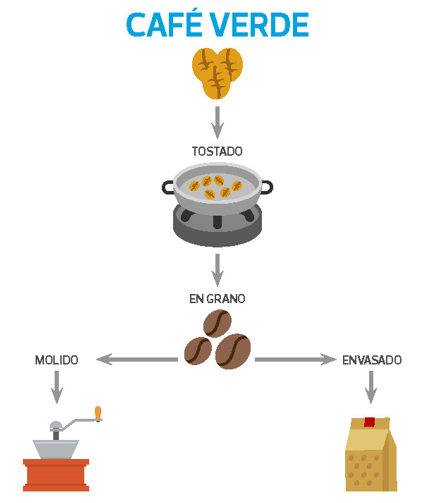 CAFÉ VERDE
TOSTADO
EN GRANO
MOLIDO
ENVASADO